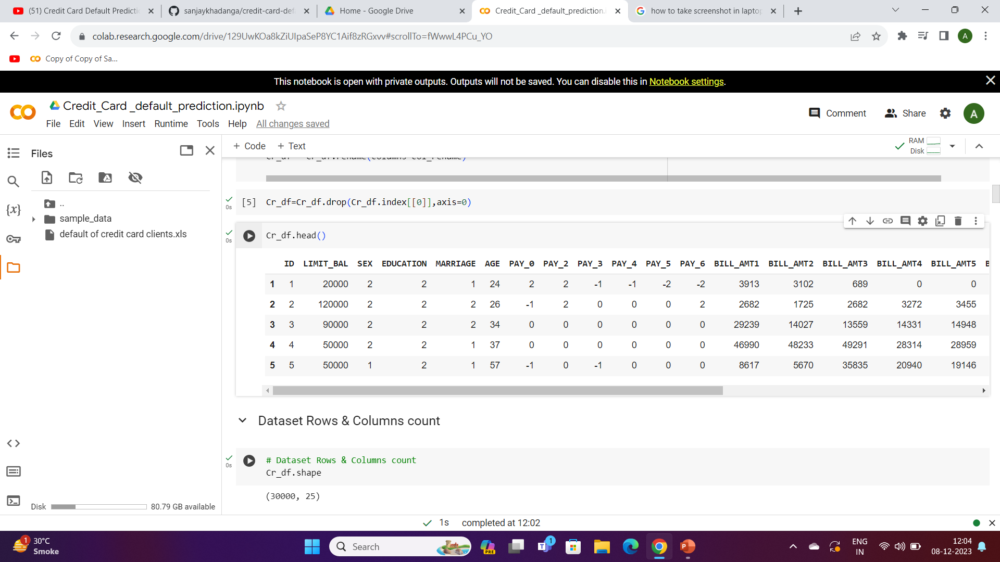 (51) Credit Card Default Predictio
sanjaykhadanga/credit-card-def
Home - Google Drive
Credit_Card _default_prediction.i
how to take screenshot in laptop
colab.research.google.com/drive/129UwKOa8kZiUIpaSeP8YC1Aif8zRGxvv#scrollTo=fWwwL4PCu_YO
A
Copy of Copy of Sa...
This notebook is open with private outputs. Outputs will not be saved. You can disable this in Notebook settings.
Credit_Card _default_prediction.ipynb
Comment
Share
A
File Edit View Insert Runtime Tools Help All changes saved
Files
+ Code + Text
RAM
Disk
Cr_df = Cr_df.rename(columns=col_rename)
..
sample_data
default of credit card clients.xls
[5] Cr_df=Cr_df.drop(Cr_df.index[[0]],axis=0)
0s
Cr_df.head()
0s
ID LIMIT_BAL SEX EDUCATION MARRIAGE AGE PAY_0 PAY_2 PAY_3 PAY_4 PAY_5 PAY_6 BILL_AMT1 BILL_AMT2 BILL_AMT3 BILL_AMT4 BILL_AMT5
1 1 20000 2 2 1 24 2 2 -1 -1 -2 -2 3913 3102 689 0 0
2 2 120000 2 2 2 26 -1 2 0 0 0 2 2682 1725 2682 3272 3455
3 3 90000 2 2 2 34 0 0 0 0 0 0 29239 14027 13559 14331 14948
4 4 50000 2 2 1 37 0 0 0 0 0 0 46990 48233 49291 28314 28959
5 5 50000 1 2 1 57 -1 0 -1 0 0 0 8617 5670 35835 20940 19146
Dataset Rows & Columns count
# Dataset Rows & Columns count
0s
Cr_df.shape
(30000, 25)
Disk
80.79 GB available
1s completed at 12:02
1
30°C
Smoke
Search
PRE
1
ENG
IN
12:04
08-12-2023